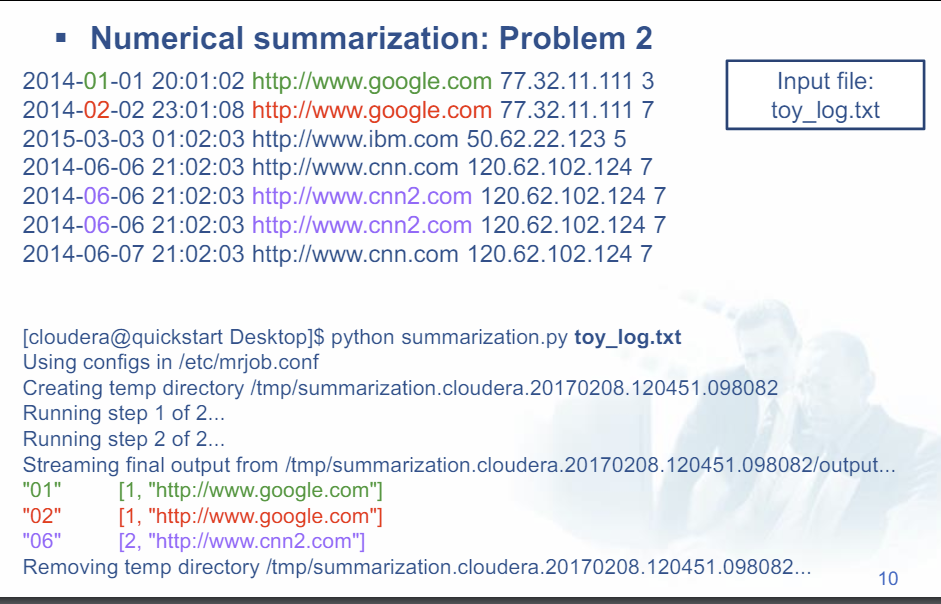 ▪ Numerical summarization: Problem 2
2014-01-01 20:01:02 http://www.google.com 77.32.11.111 3
2014-02-02 23:01:08 http://www.google.com 77.32.11.111 7
2015-03-03 01:02:03 http://www.ibm.com 50.62.22.123 5
2014-06-06 21:02:03 http://www.cnn.com 120.62.102.124 7
2014-06-06 21:02:03 http://www.cnn2.com 120.62.102.124 7
2014-06-06 21:02:03 http://www.cnn2.com 120.62.102.124 7
2014-06-07 21:02:03 http://www.cnn.com 120.62.102.124 7
Input file:
toy_log.txt
[cloudera@quickstart Desktop]$ python summarization.py toy_log.txt
Using configs in /etc/mrjob.conf
Creating temp directory /tmp/summarization.cloudera.20170208.120451.098082
Running step 1 of 2...
Running step 2 of 2...
Streaming final output from /tmp/summarization.cloudera.20170208.120451.098082/output...
"01" [1, "http://www.google.com"]
"02" [1, "http://www.google.com"]
"06" [2, "http://www.cnn2.com"]
Removing temp directory /tmp/summarization.cloudera.20170208.120451.098082...
10